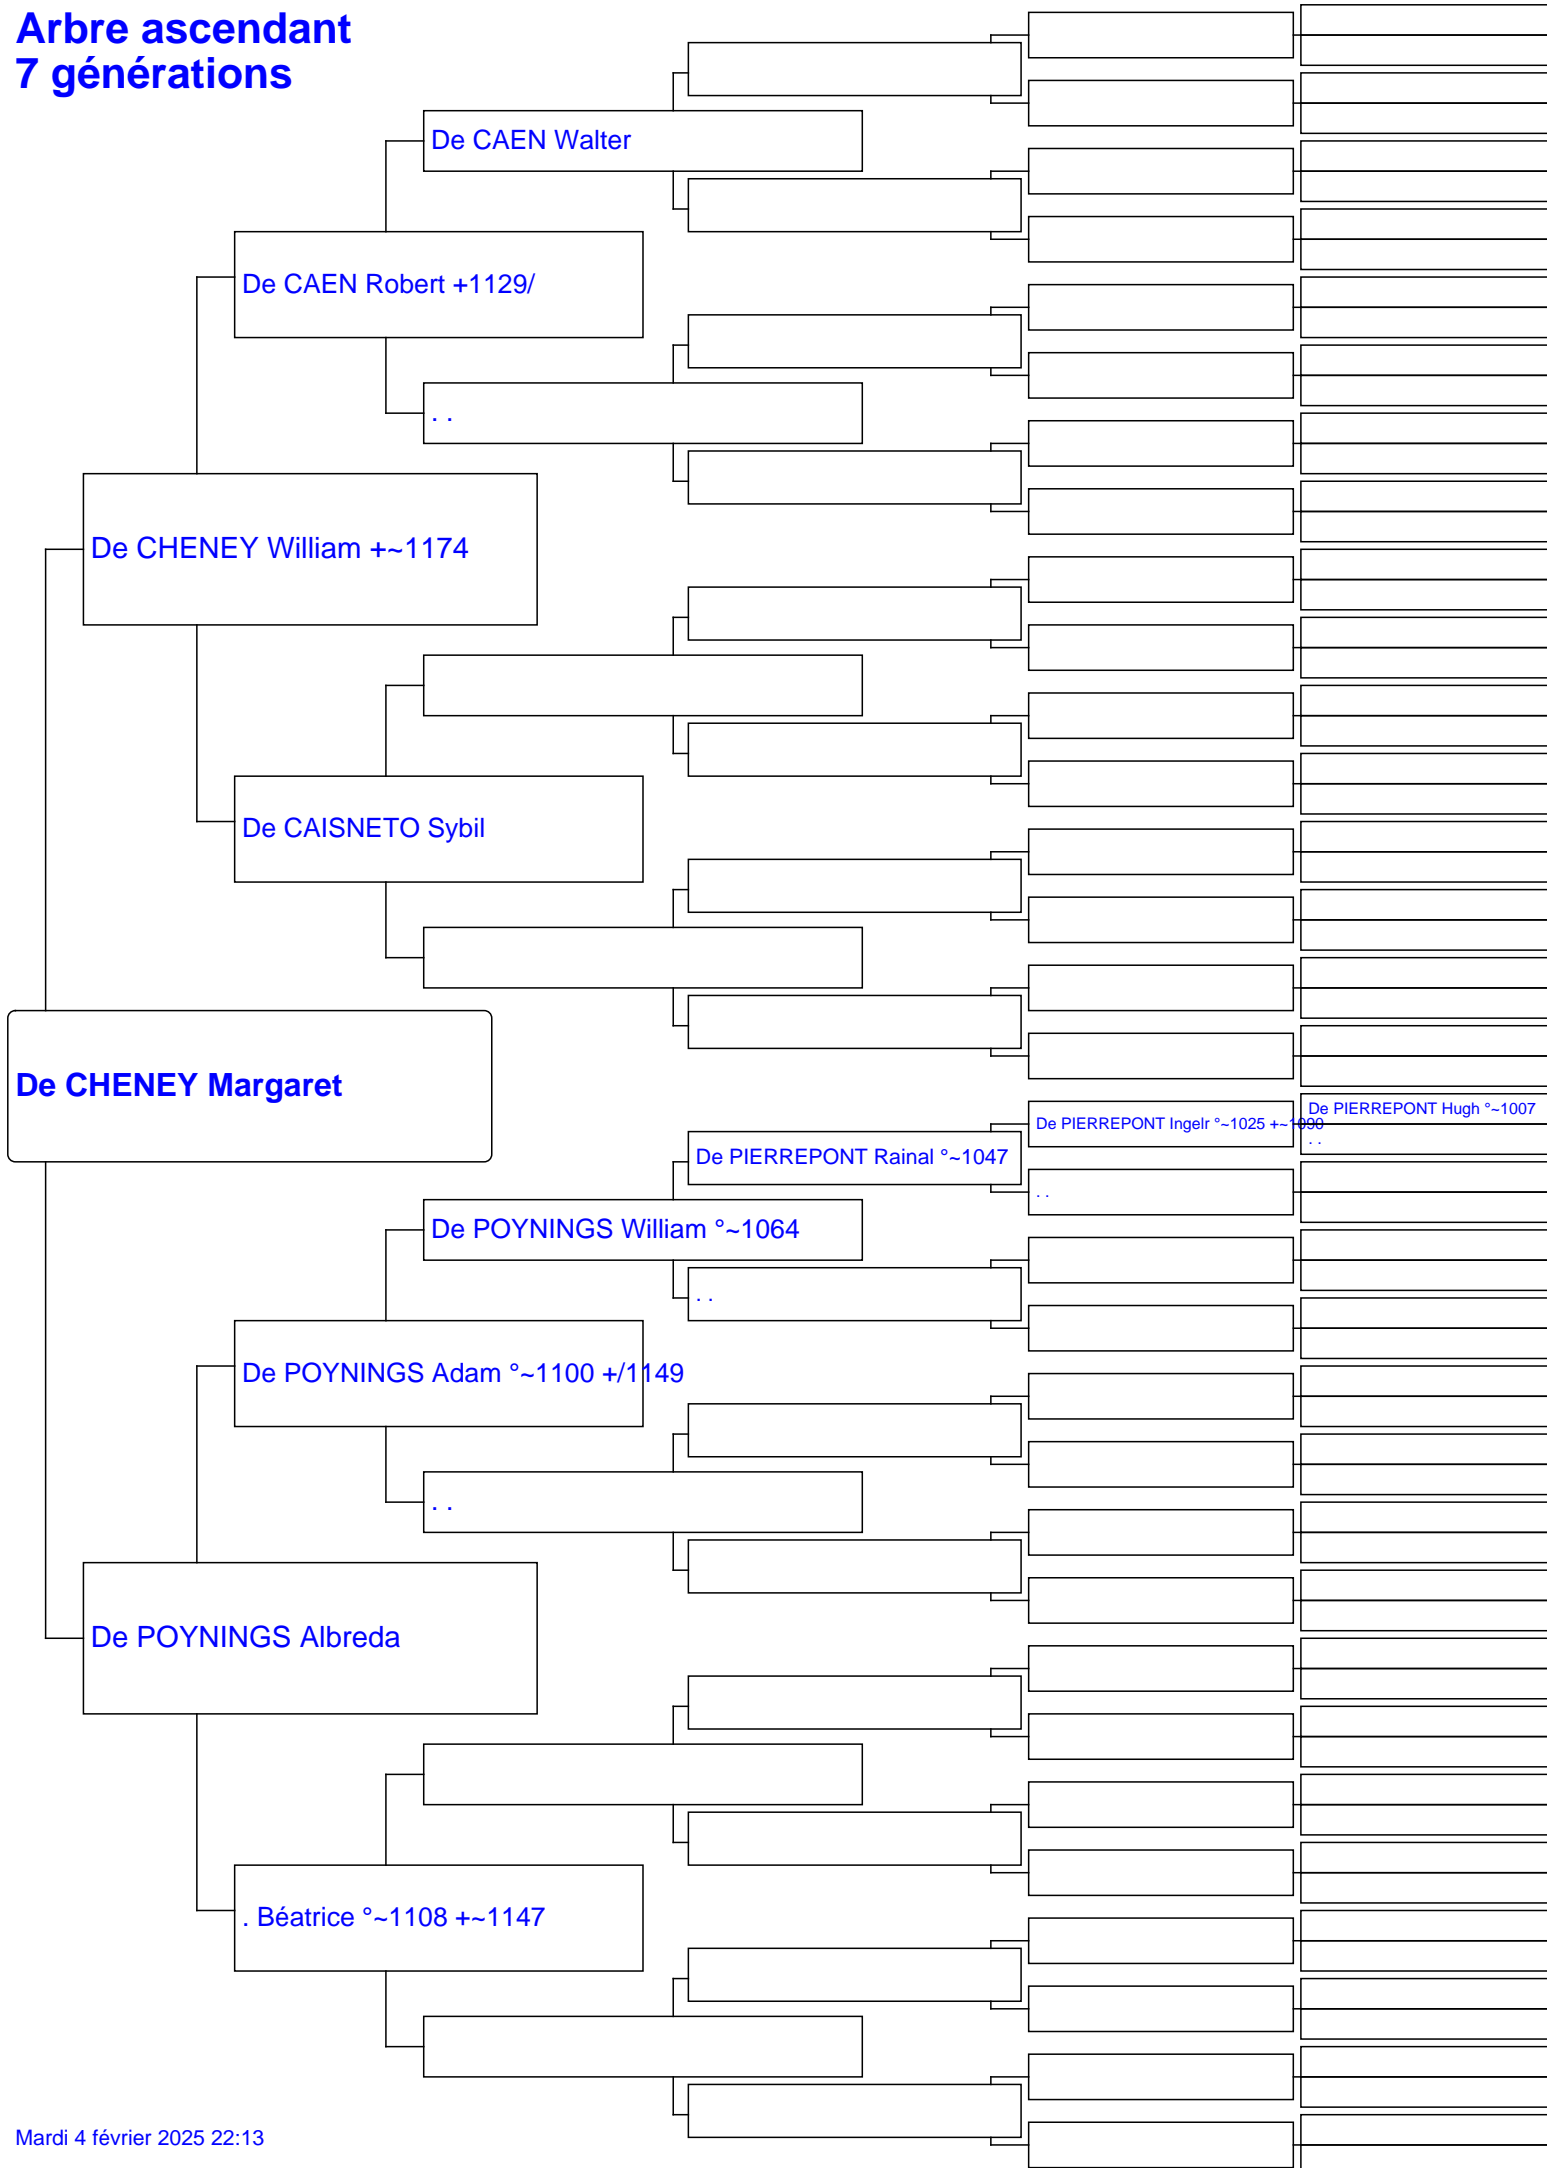 Arbre ascendant
7 générations
De CAEN Walter
De CAEN Robert +1129/
. .
De CHENEY William +~1174
De CAISNETO Sybil
De CHENEY Margaret
De PIERREPONT Hugh °~1007
De PIERREPONT Ingelr °~1025 +~1090
. .
De PIERREPONT Rainal °~1047
. .
De POYNINGS William °~1064
. .
De POYNINGS Adam °~1100 +/1149
. .
De POYNINGS Albreda
. Béatrice °~1108 +~1147
Mardi 4 février 2025 22:13